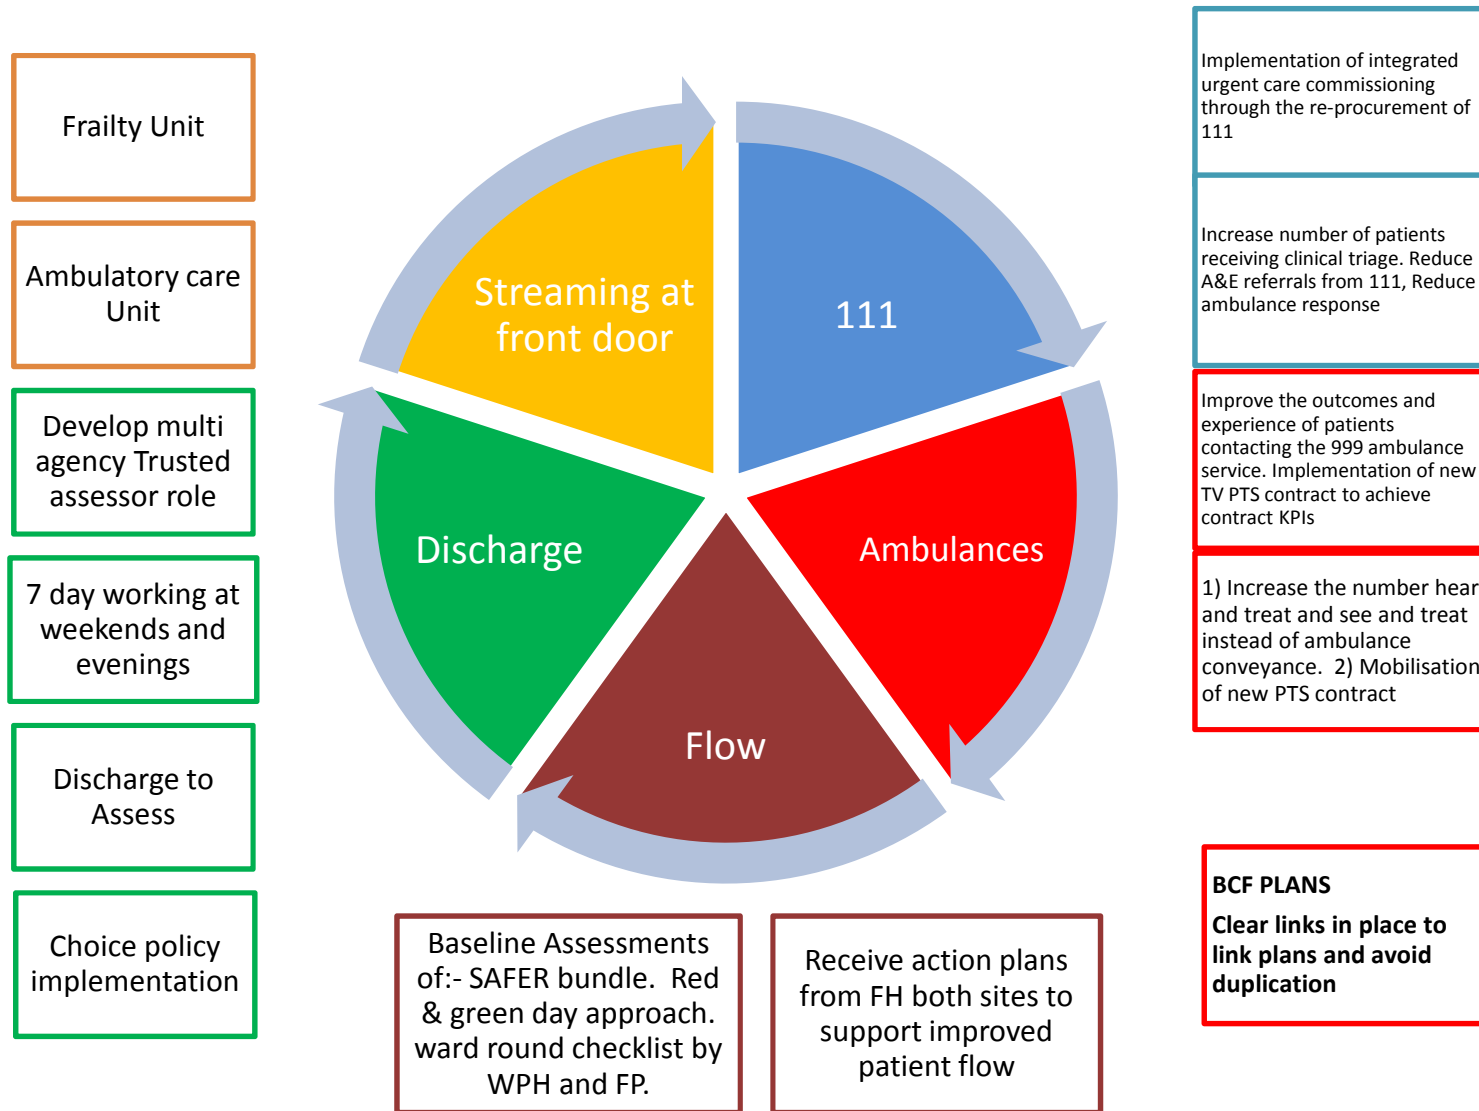 Frailty Unit
Ambulatory care
Unit
Develop multi
agency Trusted
assessor role
7 day working at
weekends and
evenings
Discharge to
Assess
Choice policy
implementation
Streaming at
front door
111
Discharge
Ambulances
Flow
Baseline Assessments
of:- SAFER bundle.  Red
& green day approach.
ward round checklist by
WPH and FP.
Receive action plans
from FH both sites to
support improved
patient flow
Implementation of integrated
urgent care commissioning
through the re-procurement of
111
Increase number of patients
receiving clinical triage. Reduce
A&E referrals from 111, Reduce
ambulance response
Improve the outcomes and
experience of patients
contacting the 999 ambulance
service. Implementation of new
TV PTS contract to achieve
contract KPIs
1) Increase the number hear
and treat and see and treat
instead of ambulance
conveyance.  2) Mobilisation
of new PTS contract
BCF PLANS
Clear links in place to
link plans and avoid
duplication